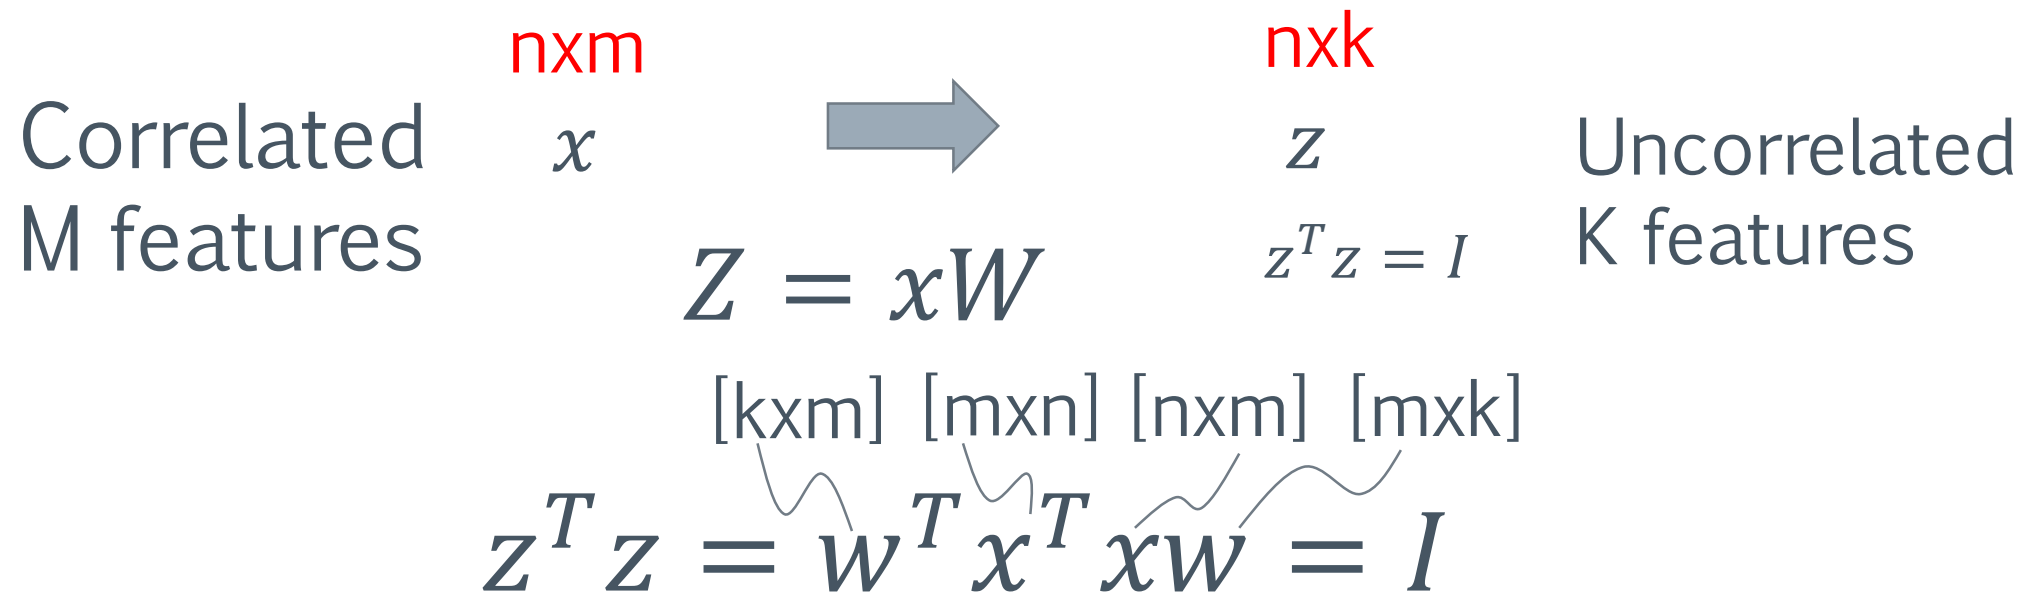 nxm
nxk
Correlated
M features
x
z
Uncorrelated
K features
z^T z = I
Z = xW
[kxm] [mxn] [nxm] [mxk]
z^T z = w^T x^T xw = I